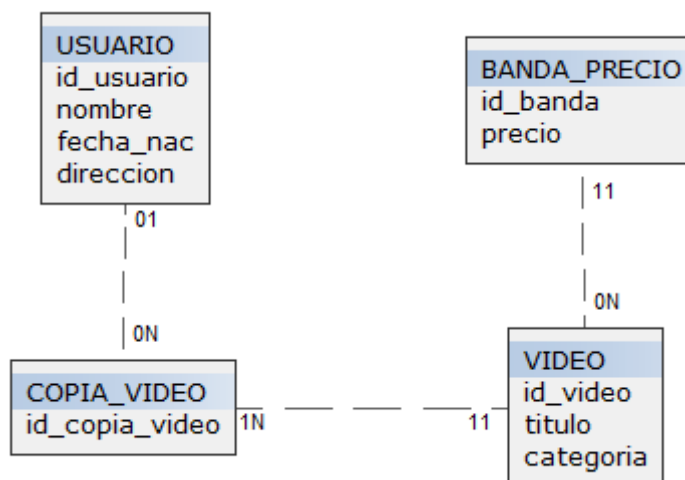 USUARIO
id_usuario
nombre
fecha_nac
direccion
01
0N
BANDA_PRECIO
id_banda
precio
11
0N
COPIA_VIDEO
id_copia_video
1N
11
VIDEO
id_video
titulo
categoria